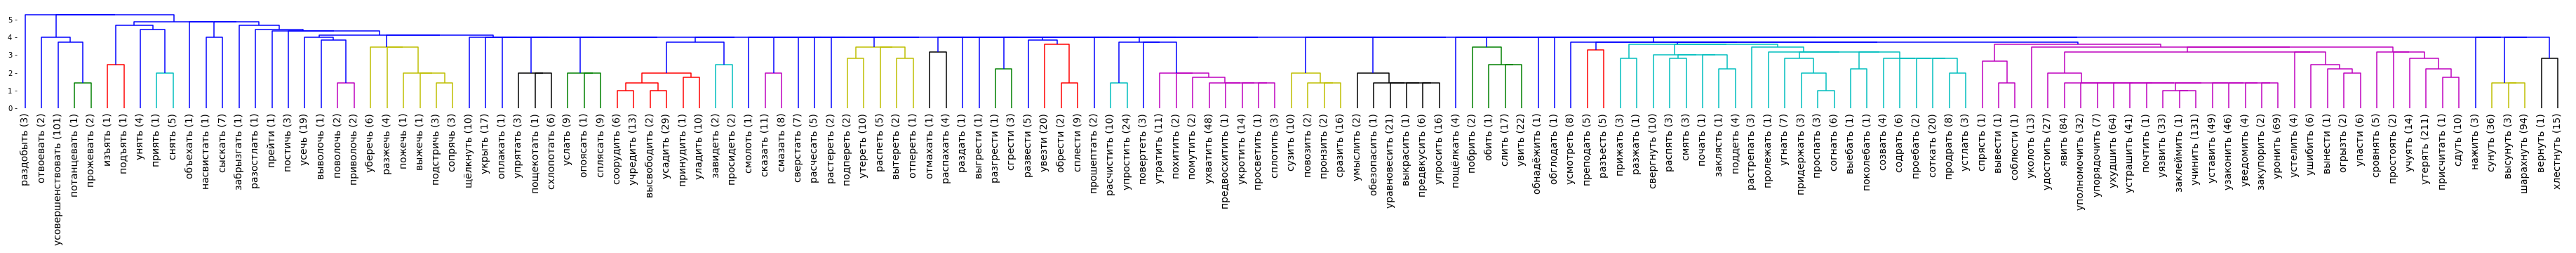 5
4
3
2
1
0
раздобыть (3)
отвоевать (2)
усовершенствовать (101)
потанцевать (1)
прожевать (2)
изъять (1)
подъять (1)
унять (4)
приять (1)
снять (5)
объехать (1)
насвистать (1)
сыскать (7)
забрызгать (1)
разостлать (1)
прейти (1)
постичь (3)
усечь (19)
выволочь (1)
поволочь (2)
приволочь (2)
уберечь (6)
разжечь (4)
пожечь (1)
выжечь (1)
подстричь (3)
сопрячь (3)
щёлкнуть (10)
укрыть (17)
оплакать (1)
упрятать (3)
пощекотать (1)
схлопотать (6)
услать (9)
опоясать (1)
сплясать (9)
соорудить (6)
учредить (13)
высвободить (2)
усадить (29)
принудить (1)
уладить (10)
завидеть (2)
просидеть (2)
смолоть (1)
сказать (11)
смазать (8)
сверстать (7)
расчесать (5)
растереть (2)
подпереть (2)
утереть (10)
распеть (5)
вытереть (2)
отпереть (1)
отмахать (1)
распахать (4)
раздать (1)
выгрести (1)
разгрести (1)
сгрести (3)
развести (5)
увезти (20)
обрести (2)
сплести (9)
прошептать (2)
расчистить (10)
упростить (24)
повертеть (3)
утратить (11)
похитить (2)
помутить (2)
ухватить (48)
предвосхитить (1)
укротить (14)
просветить (1)
сплотить (3)
сузить (10)
повозить (2)
пронзить (2)
сразить (16)
умыслить (2)
обезопасить (1)
уравновесить (21)
выкрасить (1)
предвкусить (6)
упросить (16)
пощёлкать (4)
побрить (2)
обить (1)
слить (17)
увить (22)
обнадёжить (1)
обглодать (1)
усмотреть (8)
преподать (5)
разъесть (5)
прижать (3)
разжать (1)
свергнуть (10)
распять (3)
смять (3)
почать (1)
заклясть (1)
поддеть (4)
растрепать (3)
пролежать (1)
угнать (7)
придержать (3)
проспать (3)
согнать (6)
выебать (1)
поколебать (1)
созвать (4)
содрать (6)
проебать (2)
соткать (20)
подрать (8)
устлать (3)
спрясть (1)
вывести (1)
соблюсти (1)
уколоть (13)
удостоить (27)
явить (84)
уполномочить (32)
упорядочить (7)
ухудшить (64)
устрашить (41)
почтить (1)
уязвить (33)
заклеймить (1)
учинить (131)
уставить (49)
узаконить (46)
уведомить (4)
закупорить (2)
уронить (69)
устелить (4)
ушибить (6)
вынести (1)
огрызть (2)
упасти (6)
сровнять (5)
простоять (2)
учуять (14)
утерять (211)
присчитать (1)
сдуть (10)
нажить (3)
сунуть (36)
высунуть (3)
шарахнуть (94)
вернуть (1)
хлестнуть (15)